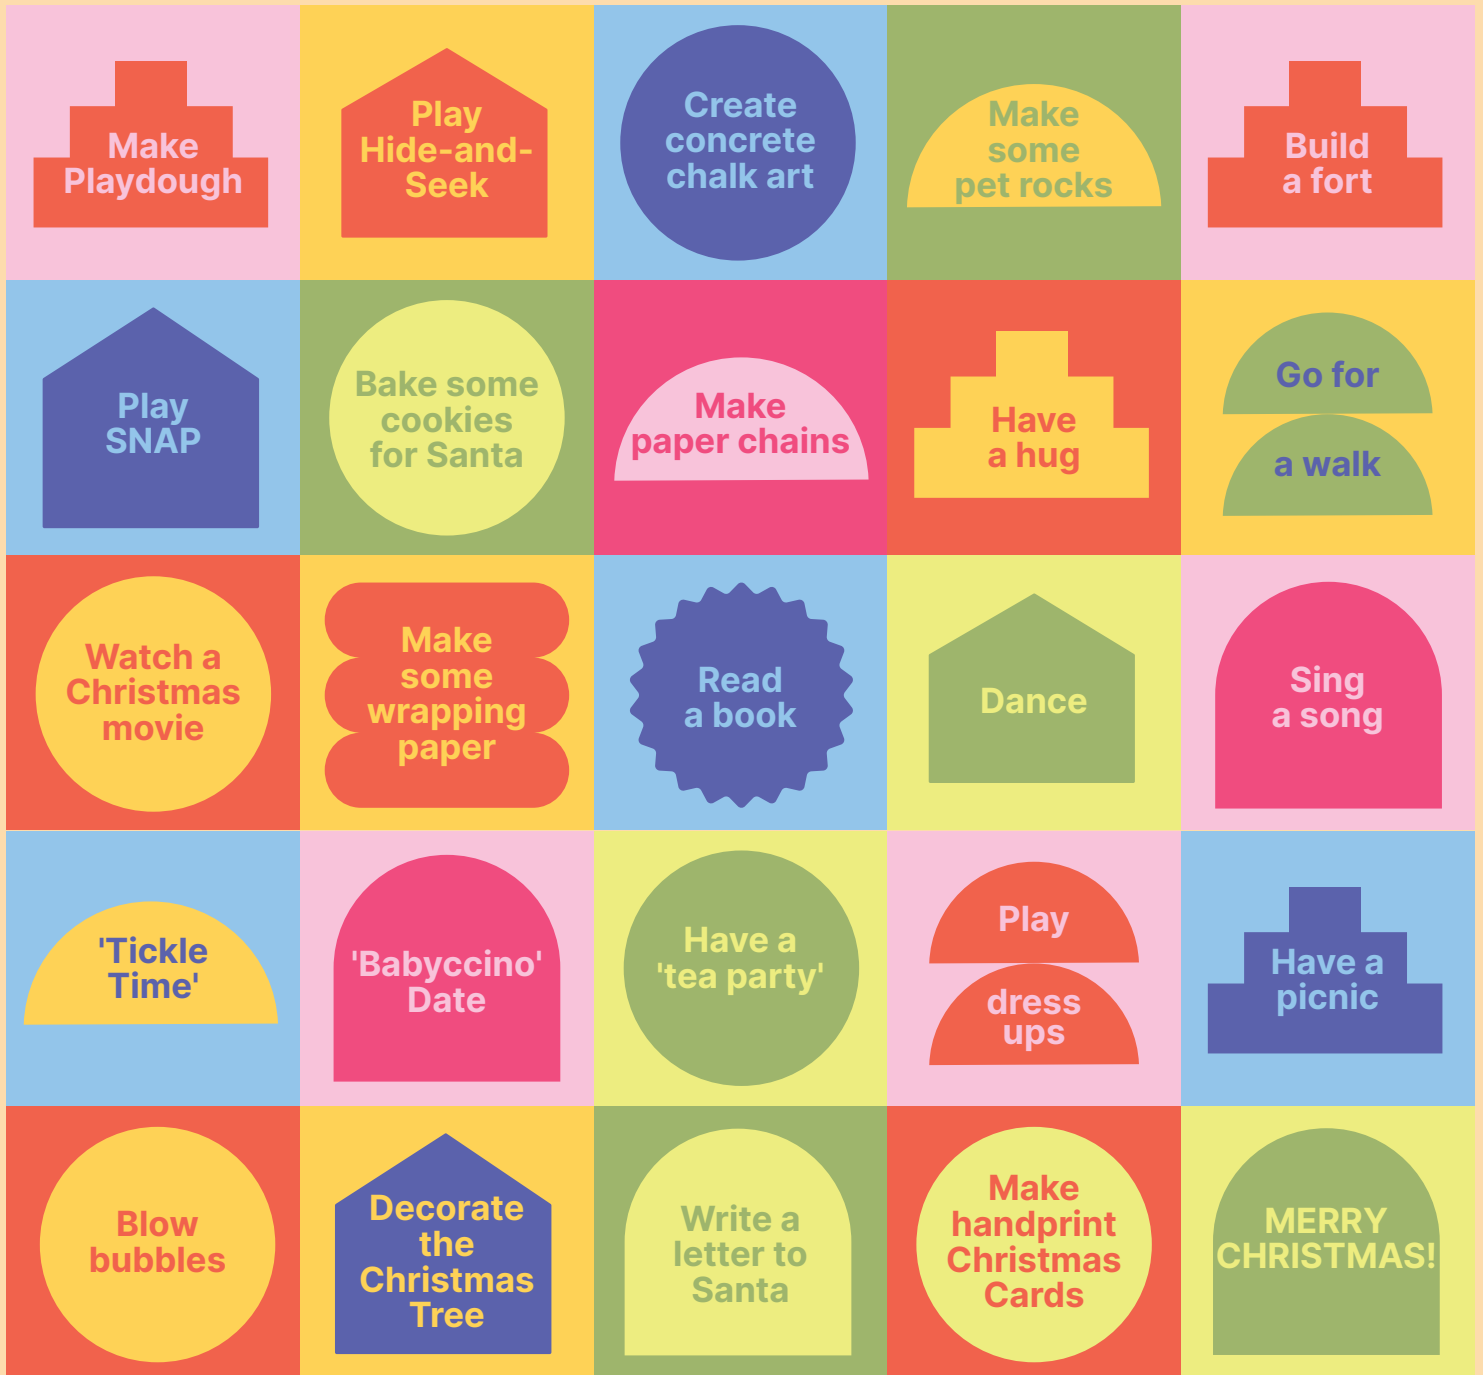 Make
Playdough
Play
Hide-and-
Seek
Create
concrete
chalk art
Make
some
pet rocks
Build
a fort
Play
SNAP
Bake some
cookies
for Santa
Make
paper chains
Have
a hug
Go for
a walk
Watch a
Christmas
movie
Make
some
wrapping
paper
Read
a book
Dance
Sing
a song
'Tickle
Time'
'Babyccino'
Date
Have a
'tea party'
Play
dress
ups
Have a
picnic
Blow
bubbles
Decorate
the
Christmas
Tree
Write a
letter to
Santa
Make
handprint
Christmas
Cards
MERRY
CHRISTMAS!